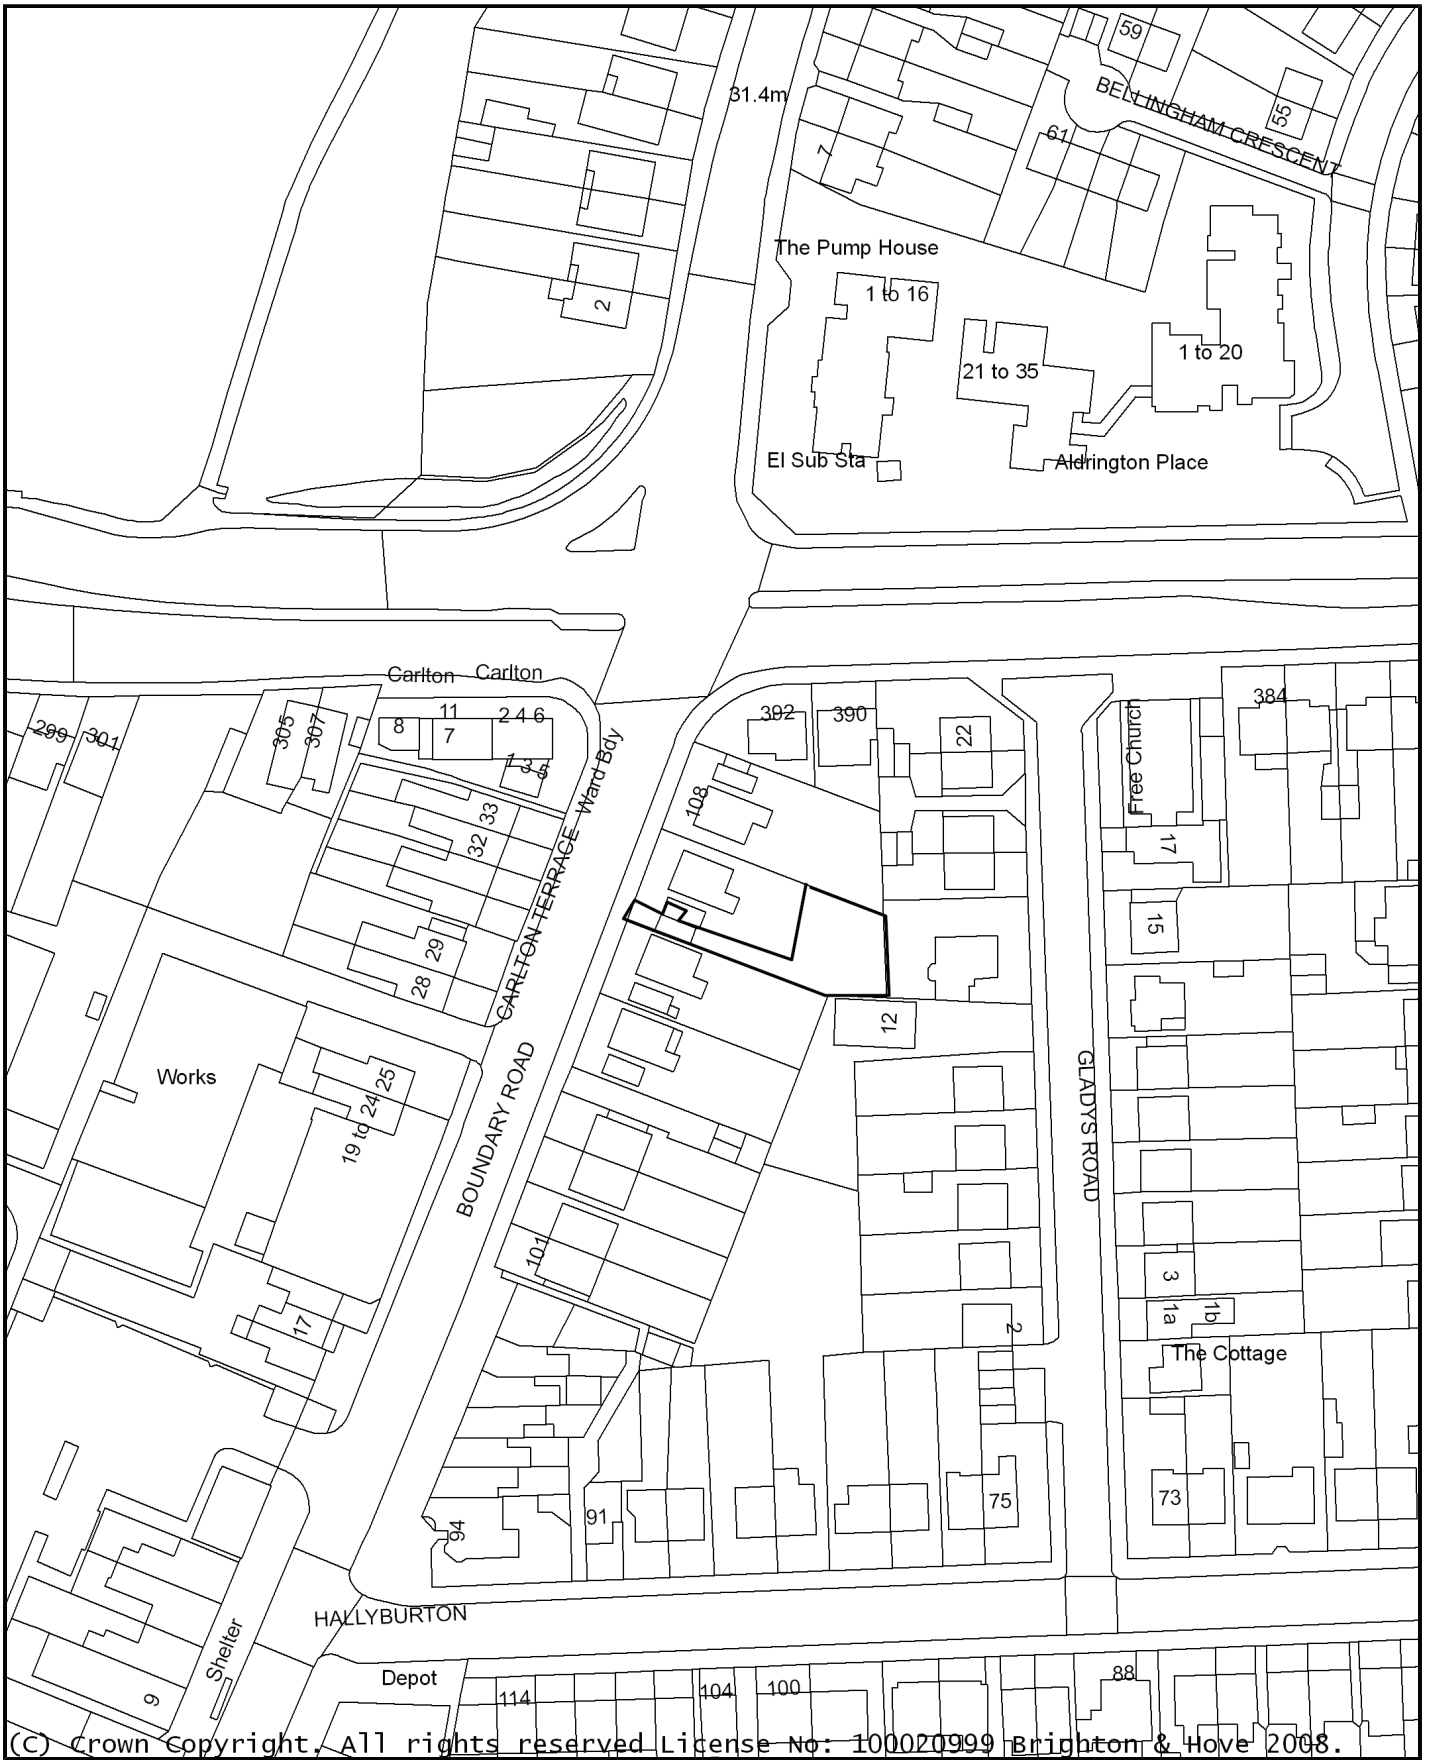 59
BELLINGHAM CRESCENT
55
31.4m
61
7
The Pump House
1 to 16
2
1 to 20
21 to 35
El Sub Sta
Aldrington Place
Carlton Carlton
384
299
301
305
307
8
11
7
2 4 6
1 3 5
392
390
22
Free Church
Ward Bdy
108
33
32
17
CARLTON TERRACE
29
28
15
12
Works
25
19 to 24
BOUNDARY ROAD
GLADYS ROAD
101
3
1a
1b
17
2
The Cottage
94
91
75
73
HALLYBURTON
Shelter
Depot
9
114
104
100
88
(C) Crown Copyright. All rights reserved License No: 100020999 Brighton & Hove 2008.